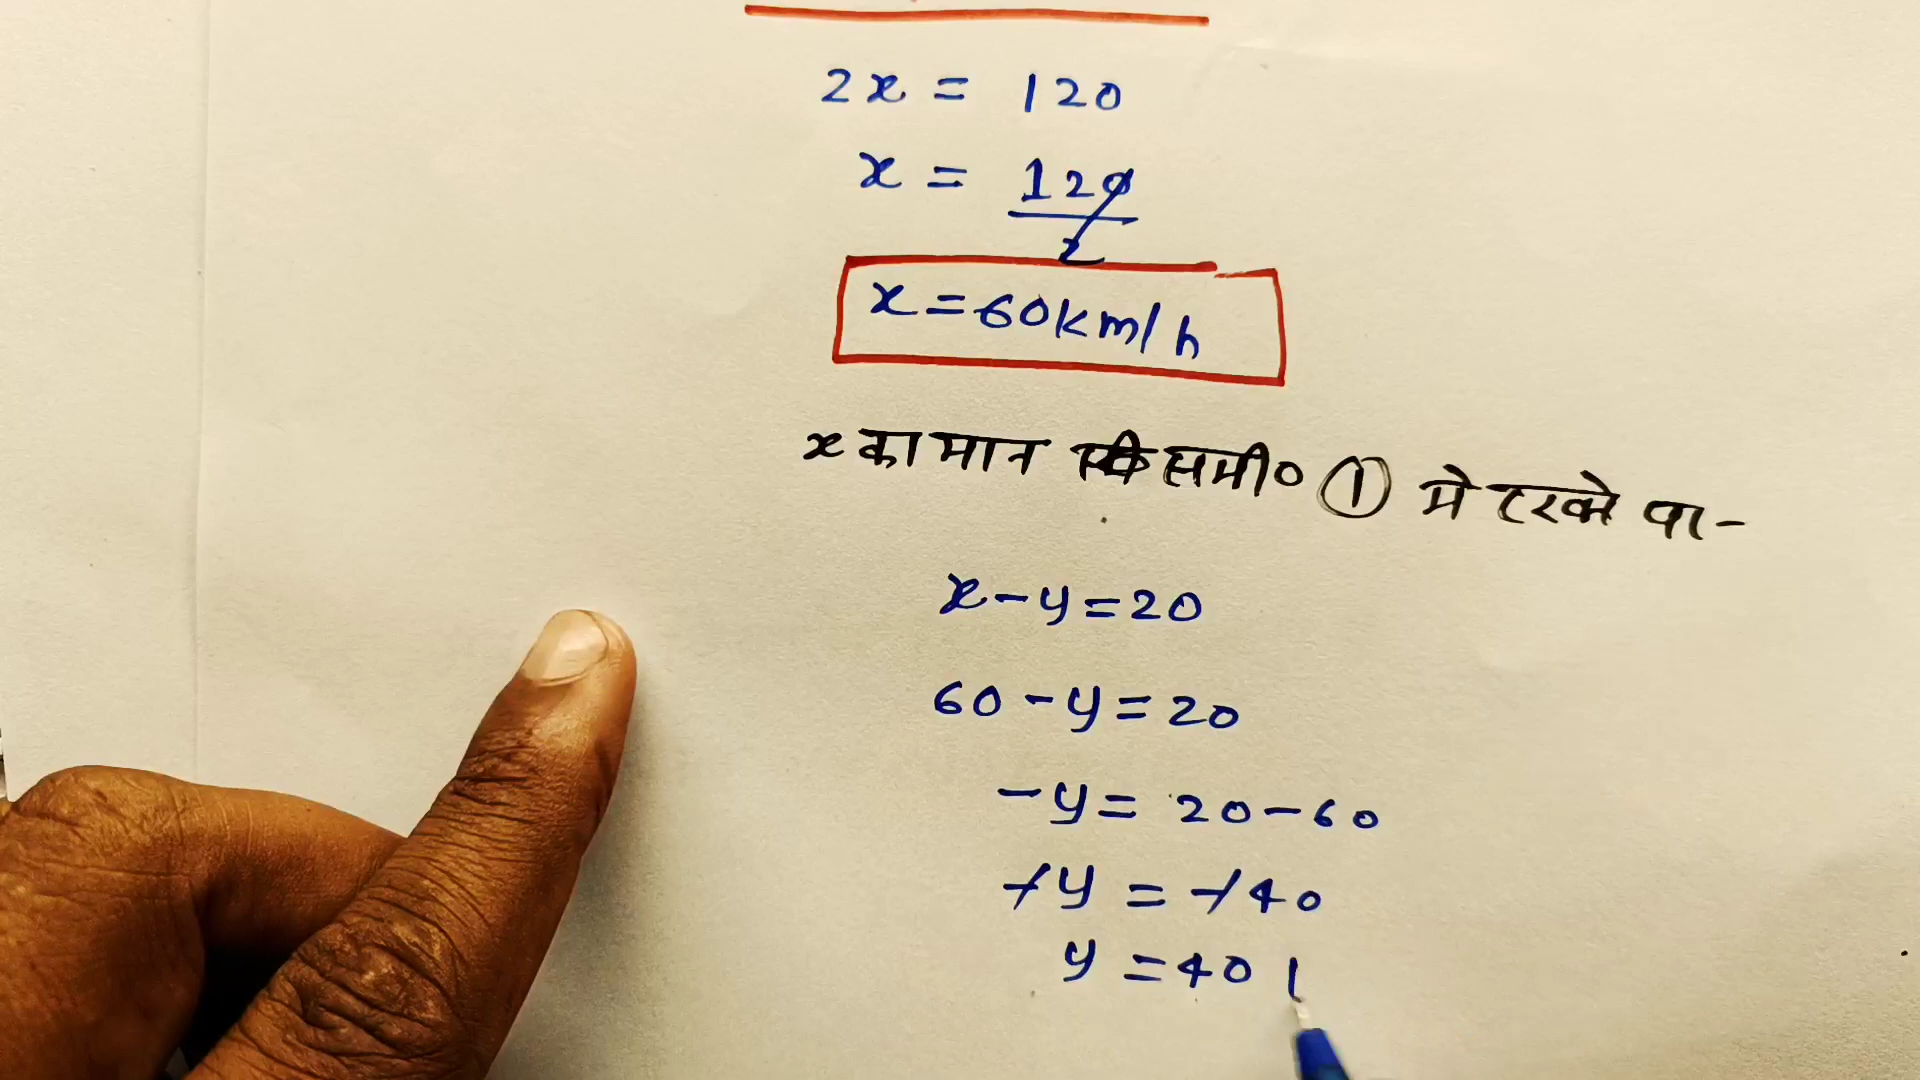 2x = 120
x = 120/2
x = 60km/h
x का मान समी० ① मे रखने पर-
x - y = 20
60 - y = 20
- y = 20 - 60
- y = - 40
y = 40